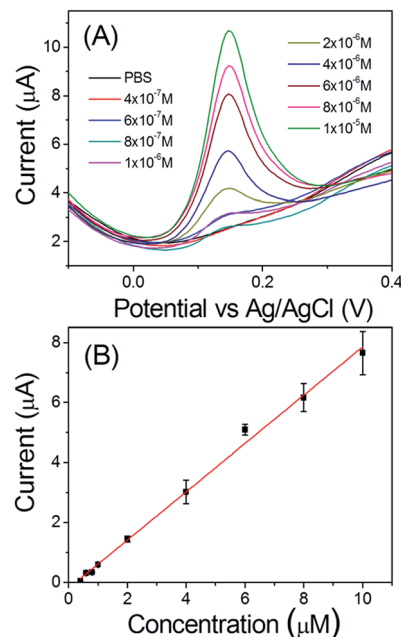 (A)
Current (μA)
10
8
6
4
2
PBS
4x10⁻⁷M
6x10⁻⁷M
8x10⁻⁷M
1x10⁻⁶M
2x10⁻⁶M
4x10⁻⁶M
6x10⁻⁶M
8x10⁻⁶M
1x10⁻⁵M
0.0 0.2 0.4
Potential vs Ag/AgCl (V)
(B)
Current (μA)
8
6
4
2
0
0 2 4 6 8 10
Concentration (μM)